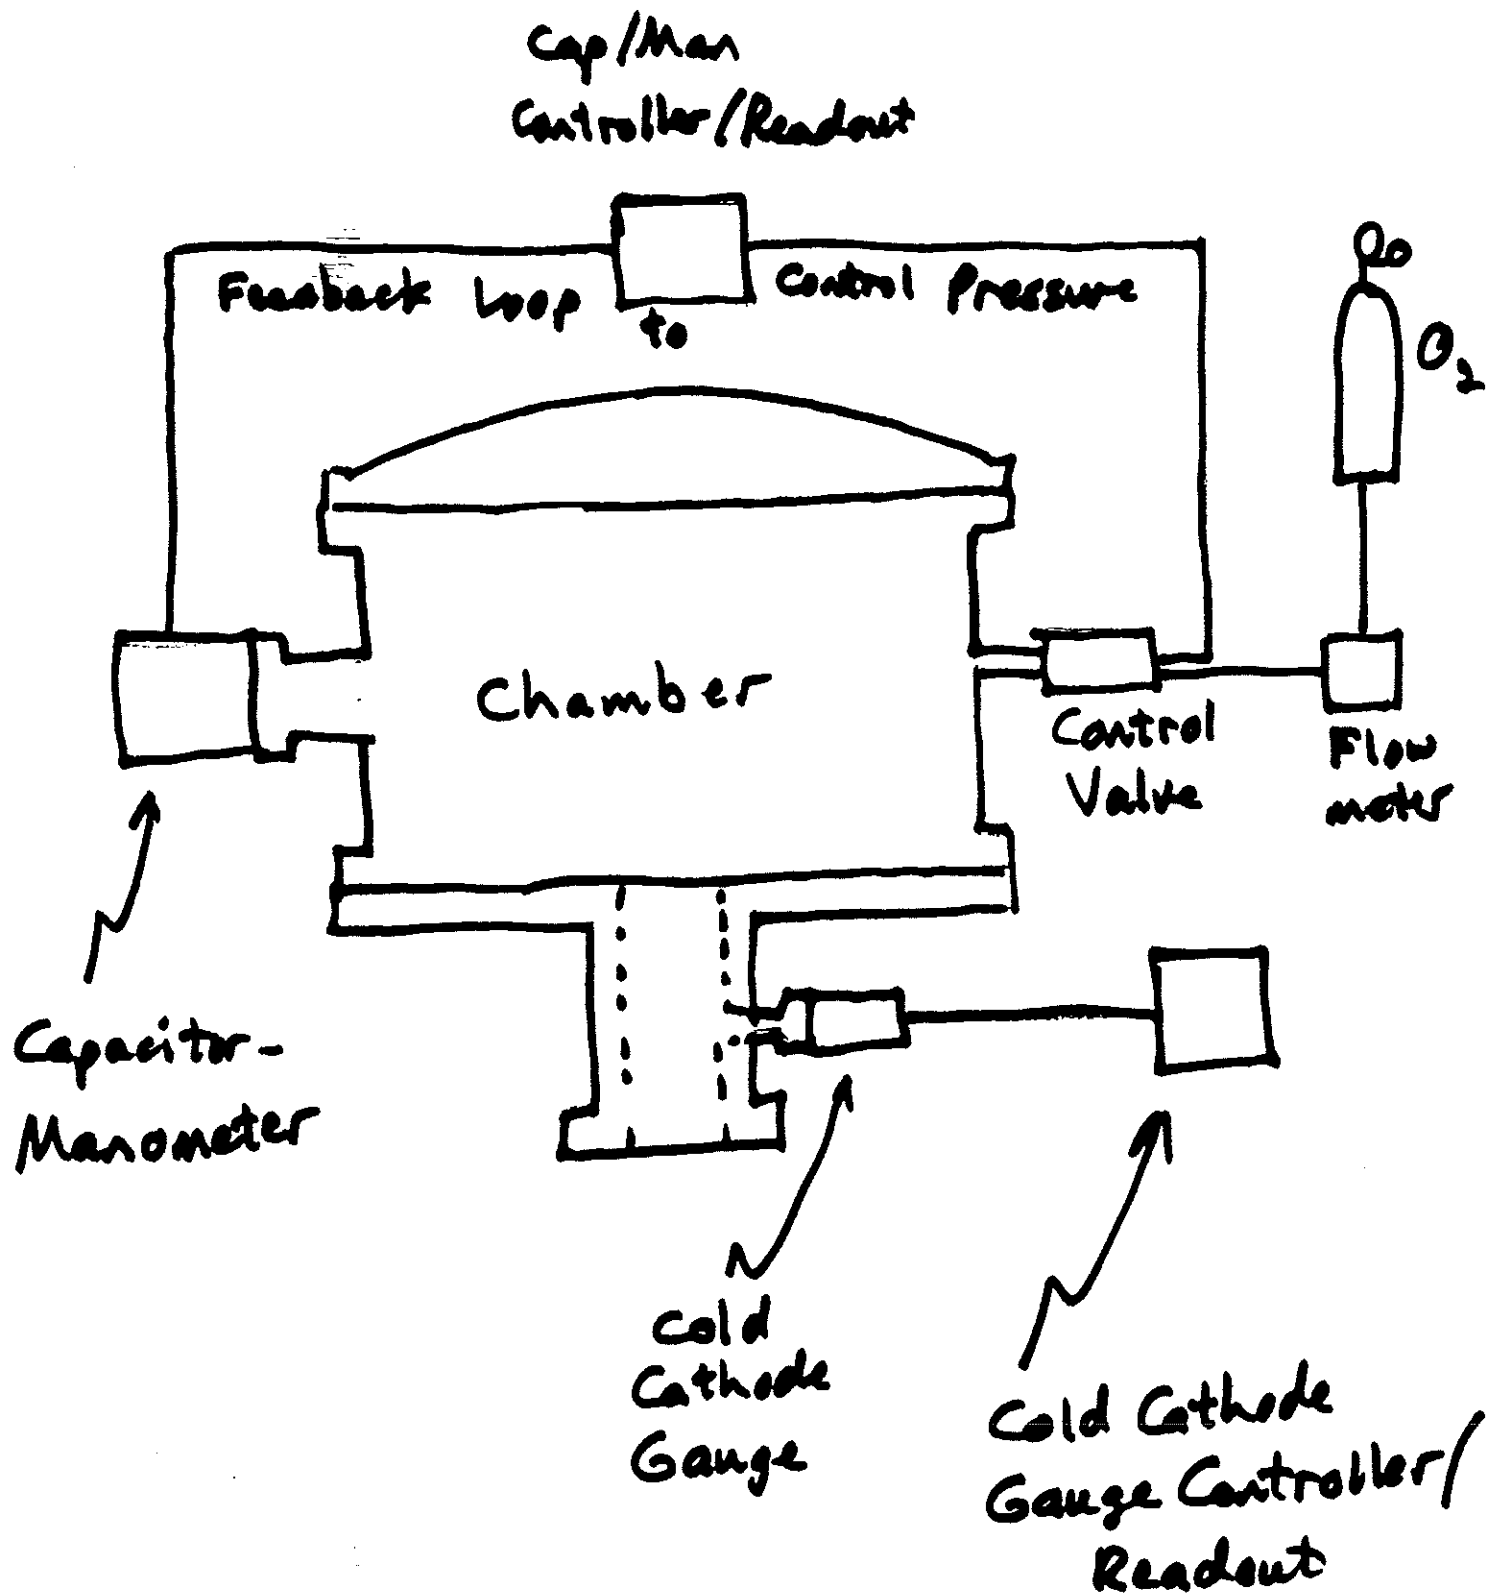 Cap/Man
Controller/Readout
Feedback Loop to Control Pressure
O2
Chamber
Control
Valve
Flow
meter
Capacitor-
Manometer
Cold
Cathode
Gauge
Cold Cathode
Gauge Controller/
Readout